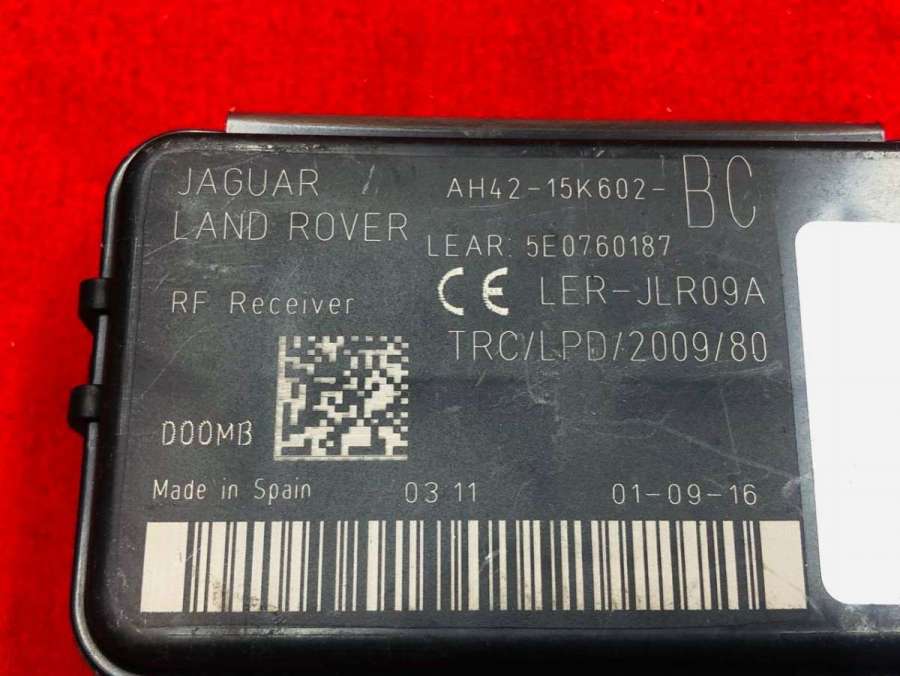 JAGUAR
LAND ROVER
AH42-15K602-BC
LEAR: 5E0760187
CE LER-JLR09A
RF Receiver
TRC/LPD/2009/80
D00MB
Made in Spain 03 11 01-09-16